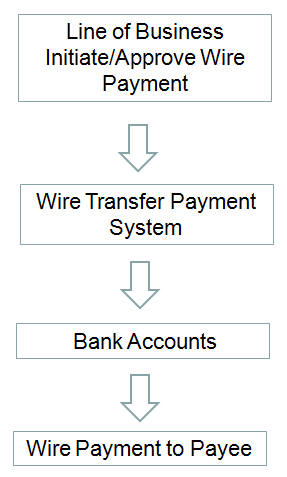 Line of Business
Initiate/Approve Wire
Payment
Wire Transfer Payment
System
Bank Accounts
Wire Payment to Payee